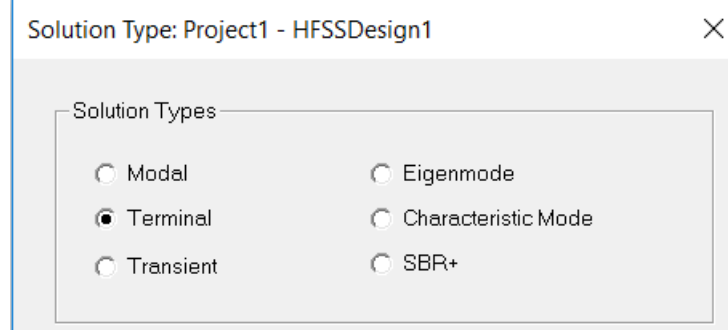 Solution Type: Project1 - HFSSDesign1
Solution Types
Modal
Eigenmode
Terminal
Characteristic Mode
Transient
SBR+